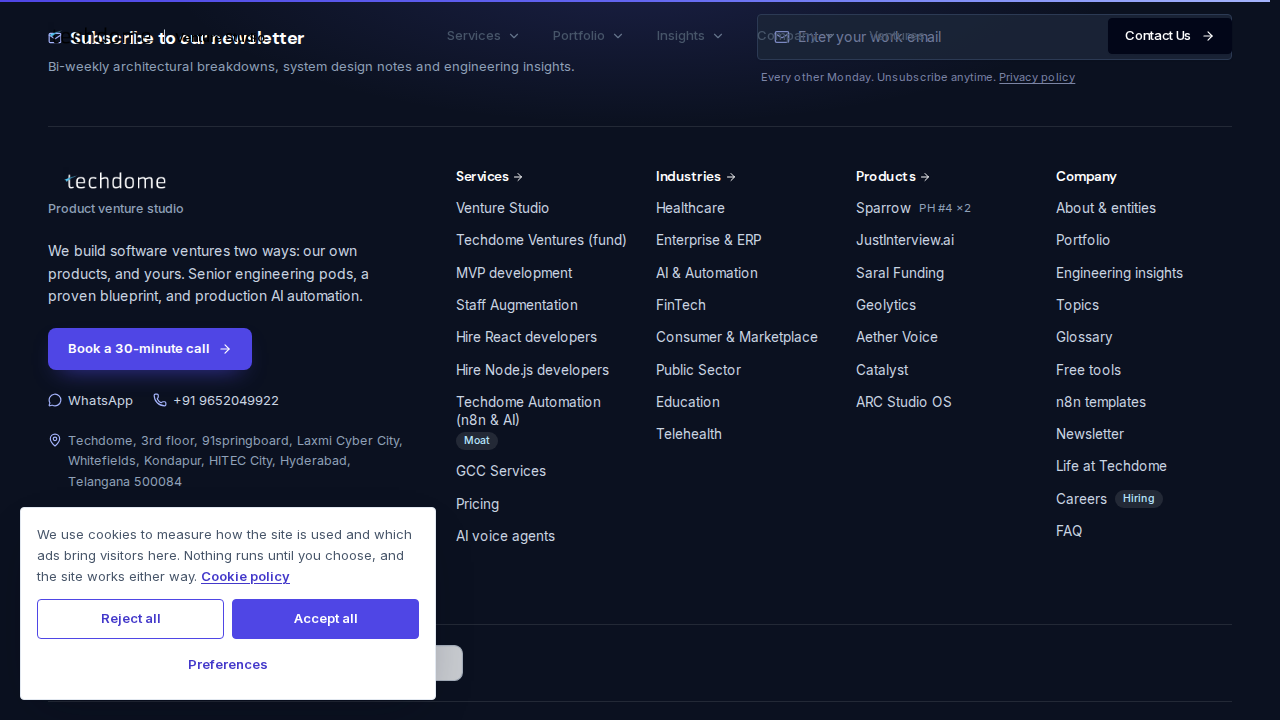 Subscribe to our newsletter
Services Portfolio Insights Company Ventures
Enter your work email
Contact Us
Bi-weekly architectural breakdowns, system design notes and engineering insights.
Every other Monday. Unsubscribe anytime. Privacy policy
techdome
Product venture studio
We build software ventures two ways: our own
products, and yours. Senior engineering pods, a
proven blueprint, and production AI automation.
Book a 30-minute call
WhatsApp +91 9652049922
Techdome, 3rd floor, 91springboard, Laxmi Cyber City,
Whitefields, Kondapur, HITEC City, Hyderabad,
Telangana 500084
Services
Venture Studio
Techdome Ventures (fund)
MVP development
Staff Augmentation
Hire React developers
Hire Node.js developers
Techdome Automation
(n8n & AI)
Moat
GCC Services
Pricing
AI voice agents
Industries
Healthcare
Enterprise & ERP
AI & Automation
FinTech
Consumer & Marketplace
Public Sector
Education
Telehealth
Products
Sparrow PH #4 ×2
JustInterview.ai
Saral Funding
Geolytics
Aether Voice
Catalyst
ARC Studio OS
Company
About & entities
Portfolio
Engineering insights
Topics
Glossary
Free tools
n8n templates
Newsletter
Life at Techdome
Careers Hiring
FAQ
We use cookies to measure how the site is used and which
ads bring visitors here. Nothing runs until you choose, and
the site works either way. Cookie policy
Reject all
Accept all
Preferences